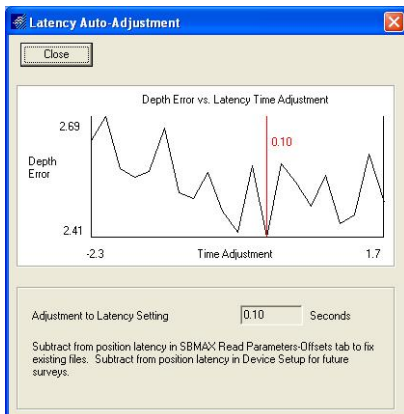 Latency Auto-Adjustment
Close
Depth Error vs. Latency Time Adjustment
2.69
0.10
Depth
Error
2.41
-2.3
Time Adjustment
1.7
Adjustment to Latency Setting
0.10
Seconds
Subtract from position latency in SBMAX Read Parameters-Offsets tab to fix
existing files. Subtract from position latency in Device Setup for future
surveys.